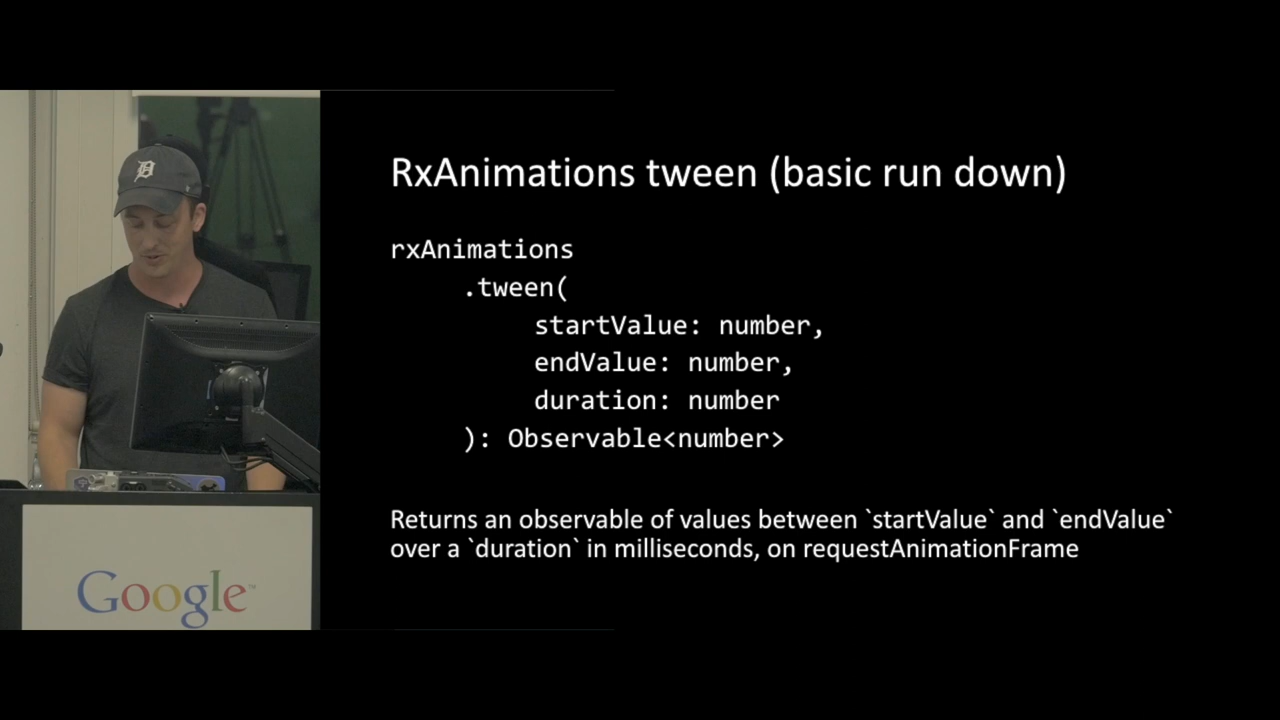 RxAnimations tween (basic run down)
rxAnimations
.tween(
startValue: number,
endValue: number,
duration: number
): Observable<number>
Returns an observable of values between `startValue` and `endValue`
over a `duration` in milliseconds, on requestAnimationFrame
D
Google